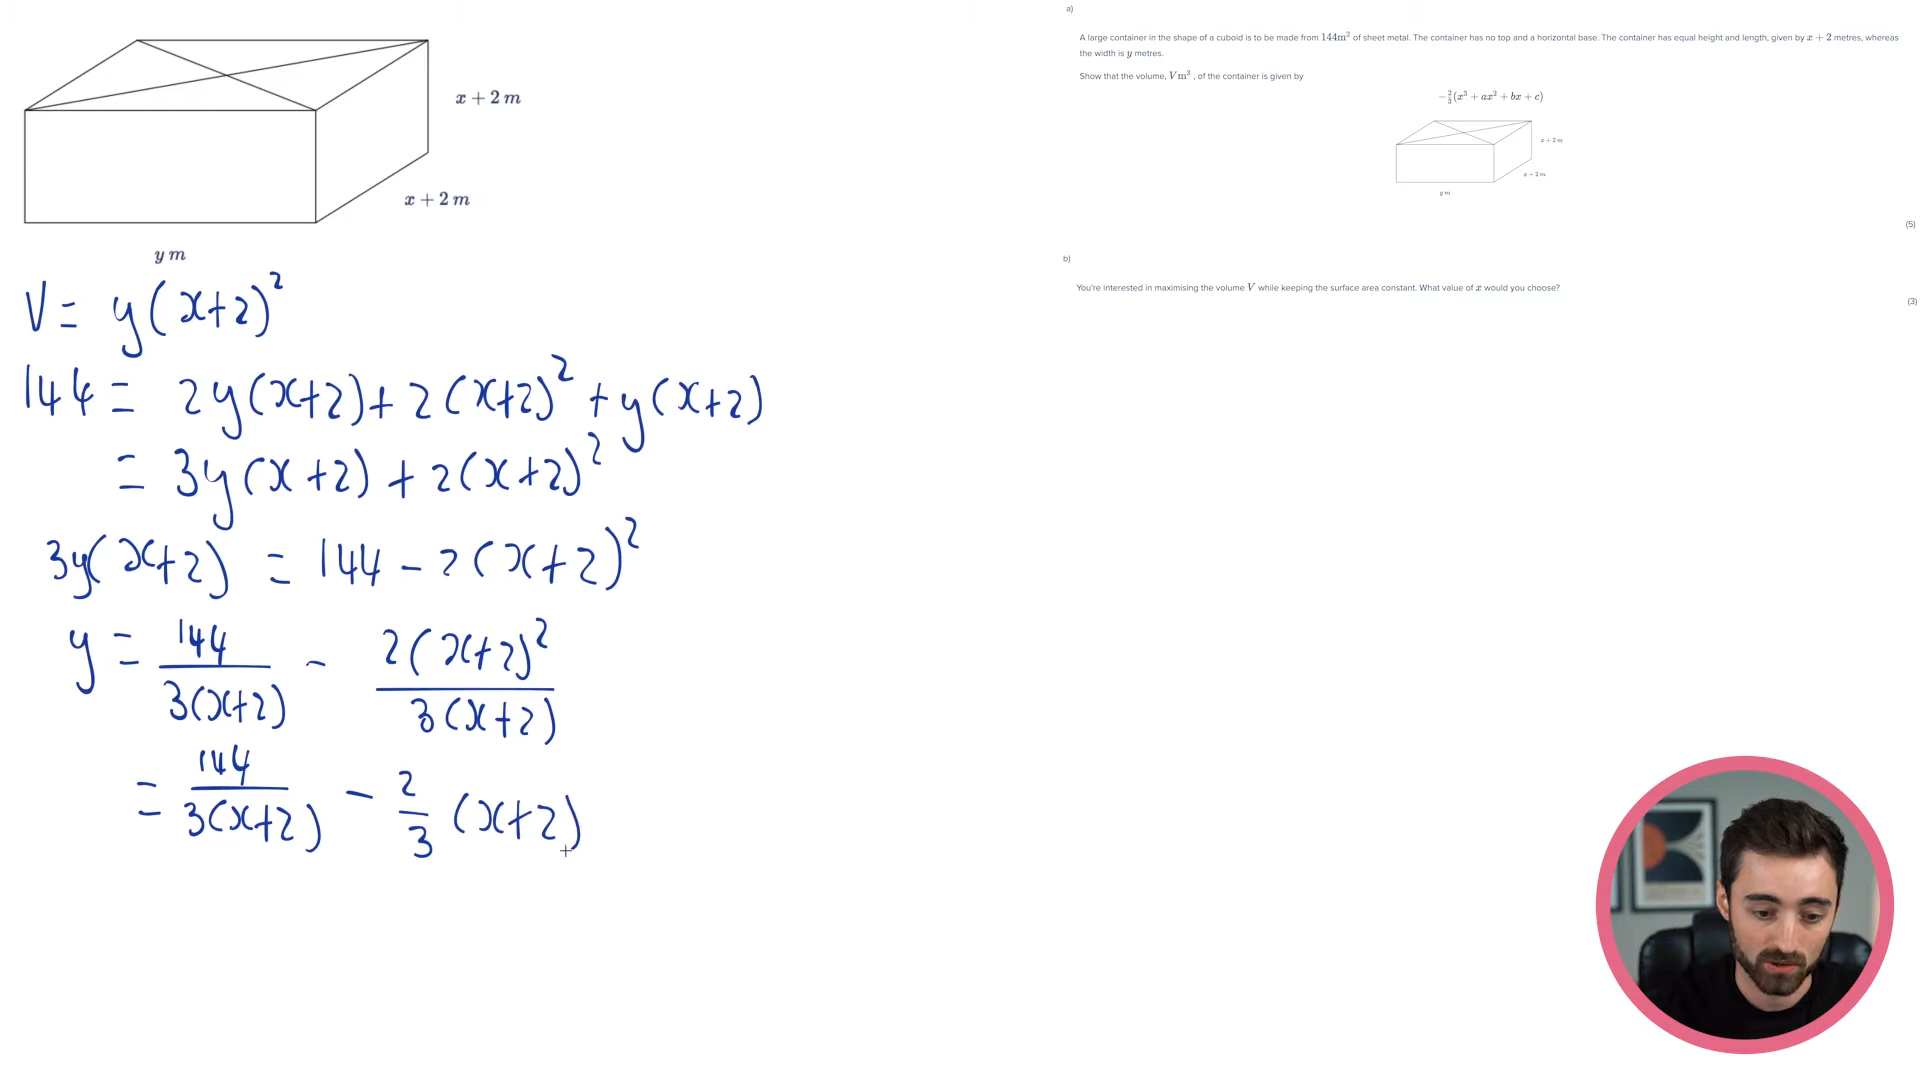 x + 2 m
x + 2 m
y m
V = y(x+2)²
144 = 2y(x+2) + 2(x+2)² + y(x+2)
= 3y(x+2) + 2(x+2)²
3y(x+2) = 144 - 2(x+2)²
y = 144/3(x+2) - 2(x+2)²/3(x+2)
= 144/3(x+2) - 2/3 (x+2)
a)
A large container in the shape of a cuboid is to be made from 144m² of sheet metal. The container has no top and a horizontal base. The container has equal height and length, given by x + 2 metres, whereas
the width is y metres.
Show that the volume, V m³ , of the container is given by
-2/3(x³ + ax² + bx + c)
x + 2 m
x + 2 m
y m
(5)
b)
You're interested in maximising the volume V while keeping the surface area constant. What value of x would you choose?
(3)